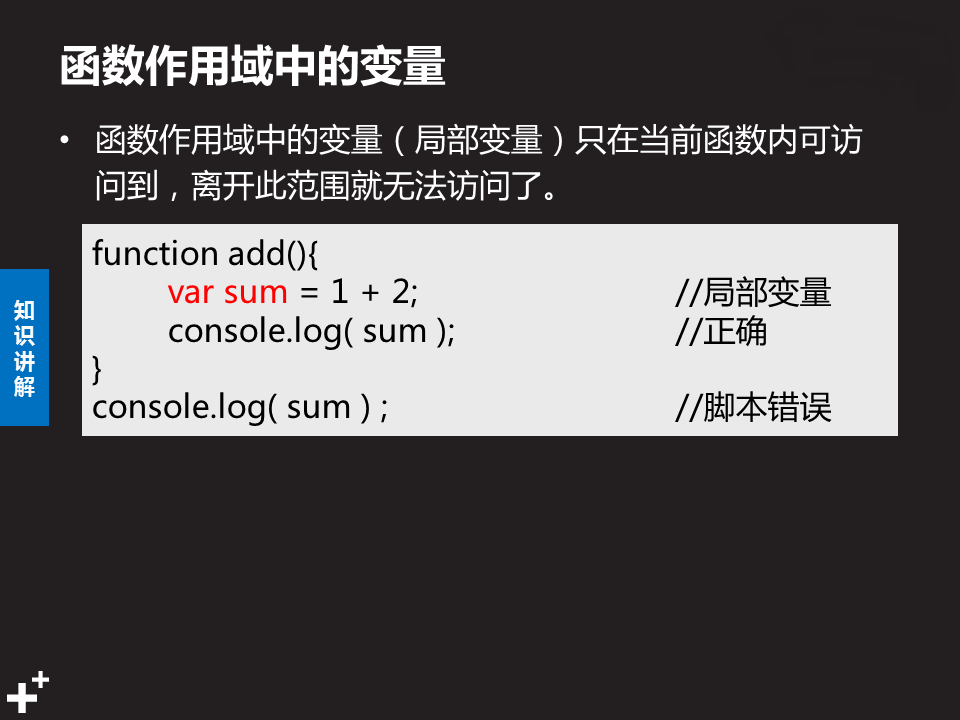 函数作用域中的变量
• 函数作用域中的变量（局部变量）只在当前函数内可访
问到，离开此范围就无法访问了。
function add(){
var sum = 1 + 2; //局部变量
console.log( sum ); //正确
}
console.log( sum ) ; //脚本错误
知
识
讲
解